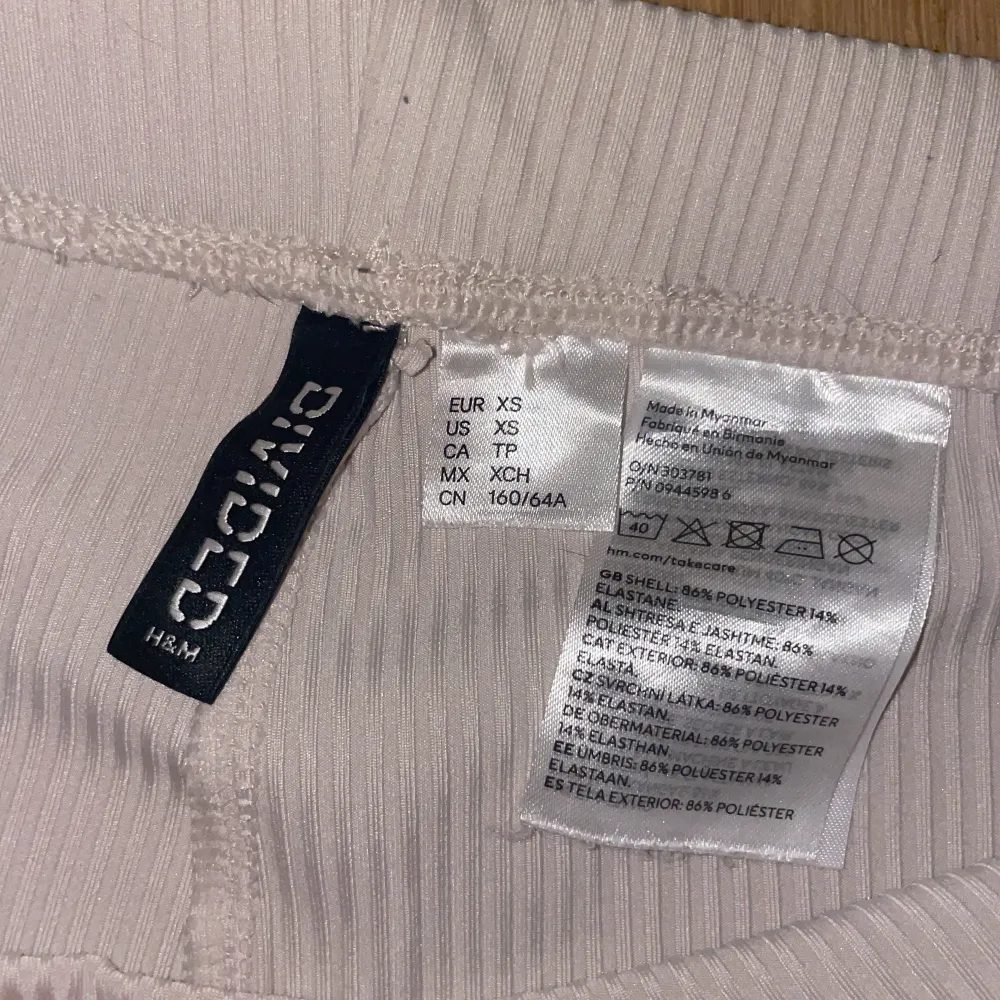 DIVIDED
H&M
EUR XS
US XS
CA TP
MX XCH
CN 160/64A
Made in Myanmar
Fabriqué en Birmanie
Hecho en Unión de Myanmar
O/N 303781
P/N 0944598 6
40
hm.com/takecare
GB SHELL: 86% POLYESTER 14%
ELASTANE
AL SHTRESA E JASHTME: 86%
POLIESTËR 14% ELASTAN.
CAT EXTERIOR: 86% POLIÈSTER 14%
ELASTÀ.
CZ SVRCHNÍ LÁTKA: 86% POLYESTER
14% ELASTAN.
DE OBERMATERIAL: 86% POLYESTER
14% ELASTHAN.
EE ÜMBRIS: 86% POLÜESTER 14%
ELASTAAN.
ES TELA EXTERIOR: 86% POLIÉSTER